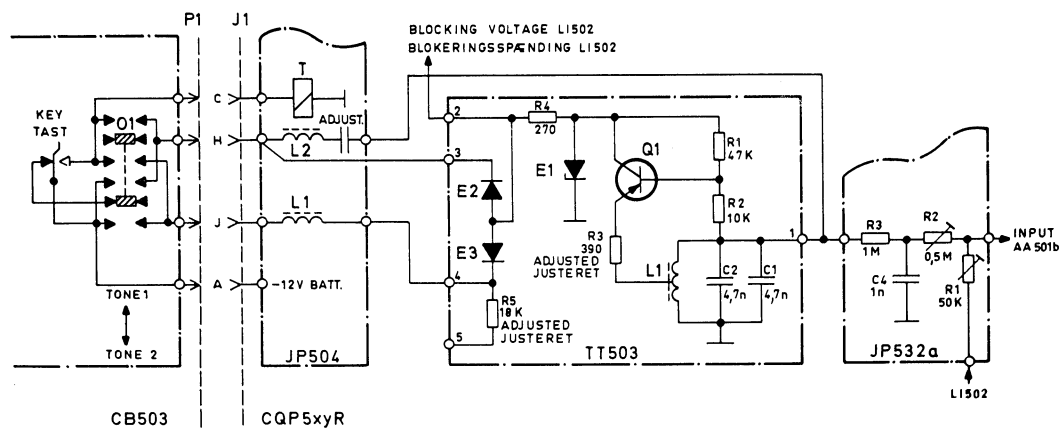 P1
J1
BLOCKING VOLTAGE LI502
BLOKERINGSSPÆNDING LI502
KEY
TAST
O1
C
T
ADJUST.
H
L2
L1
J
A
-12V BATT.
TONE 1
TONE 2
JP504
CB503
CQP5xyR
2
R4
270
3
E1
Q1
R1
47K
E2
R2
10K
E3
R3
390
ADJUSTED
JUSTERET
L1
C2
4,7n
C1
4,7n
1
4
R5
18K
ADJUSTED
JUSTERET
5
TT503
R3
1M
R2
0,5M
INPUT
AA501b
C4
1n
R1
50K
JP532a
LI502